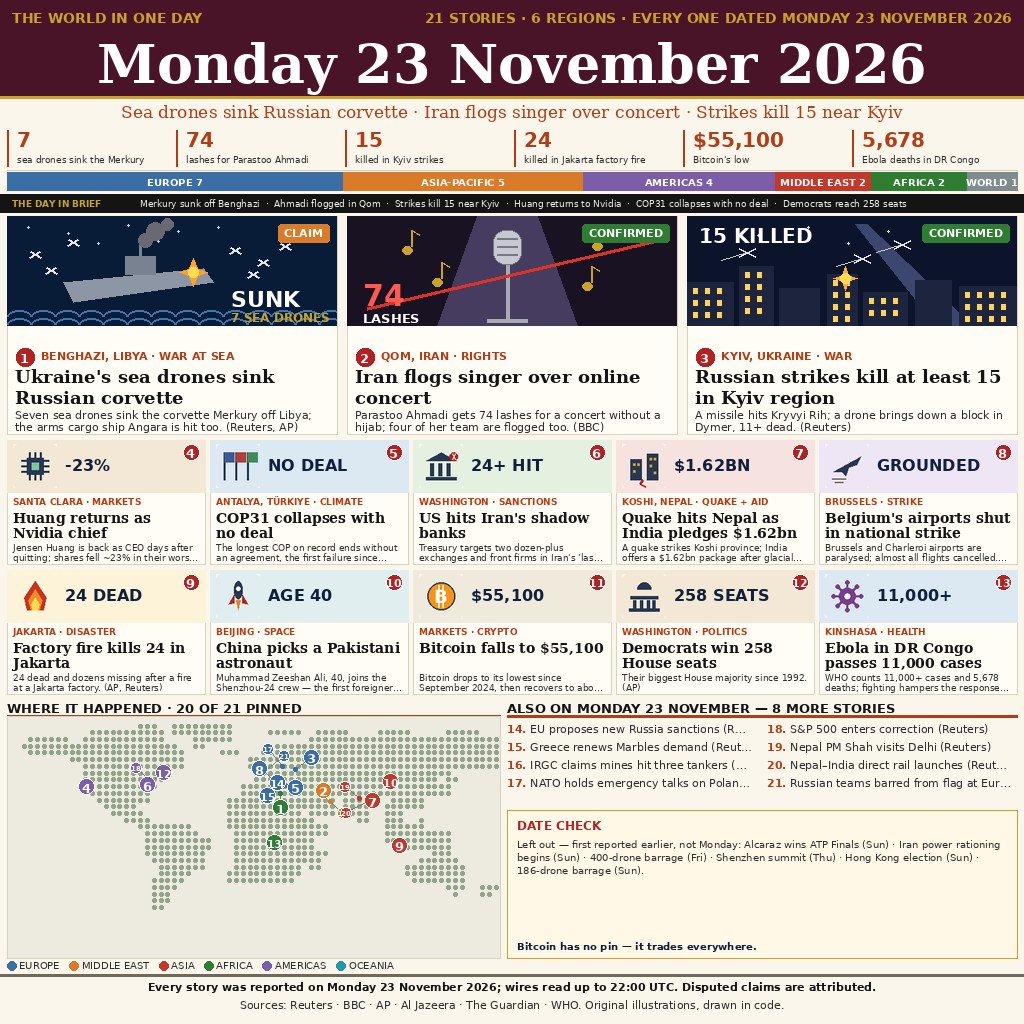 THE WORLD IN ONE DAY
21 STORIES · 6 REGIONS · EVERY ONE DATED MONDAY 23 NOVEMBER 2026
Monday 23 November 2026
Sea drones sink Russian corvette · Iran flogs singer over concert · Strikes kill 15 near Kyiv
7
sea drones sink the Merkury
74
lashes for Parastoo Ahmadi
15
killed in Kyiv strikes
24
killed in Jakarta factory fire
$55,100
Bitcoin's low
5,678
Ebola deaths in DR Congo
EUROPE 7
ASIA-PACIFIC 5
AMERICAS 4
MIDDLE EAST 2
AFRICA 2
WORLD 1
THE DAY IN BRIEF
Merkury sunk off Benghazi · Ahmadi flogged in Qom · Strikes kill 15 near Kyiv · Huang returns to Nvidia · COP31 collapses with no deal · Democrats reach 258 seats
CLAIM
SUNK
7 SEA DRONES
1 BENGHAZI, LIBYA · WAR AT SEA
Ukraine's sea drones sink
Russian corvette
Seven sea drones sink the corvette Merkury off Libya;
the arms cargo ship Angara is hit too. (Reuters, AP)
CONFIRMED
74
LASHES
2 QOM, IRAN · RIGHTS
Iran flogs singer over online
concert
Parastoo Ahmadi gets 74 lashes for a concert without a
hijab; four of her team are flogged too. (BBC)
15 KILLED
CONFIRMED
3 KYIV, UKRAINE · WAR
Russian strikes kill at least 15
in Kyiv region
A missile hits Kryvyi Rih; a drone brings down a block in
Dymer, 11+ dead. (Reuters)
-23%
4
SANTA CLARA · MARKETS
Huang returns as
Nvidia chief
Jensen Huang is back as CEO days after
quitting; shares fell ~23% in their wors...
NO DEAL
5
ANTALYA, TÜRKIYE · CLIMATE
COP31 collapses with
no deal
The longest COP on record ends without
an agreement, the first failure since...
24+ HIT
6
WASHINGTON · SANCTIONS
US hits Iran's shadow
banks
Treasury targets two dozen-plus
exchanges and front firms in Iran's 'las...
$1.62BN
7
KOSHI, NEPAL · QUAKE + AID
Quake hits Nepal as
India pledges $1.62bn
A quake strikes Koshi province; India
offers a $1.62bn package after glacial...
GROUNDED
8
BRUSSELS · STRIKE
Belgium's airports shut
in national strike
Brussels and Charleroi airports are
paralysed; almost all flights cancelled....
24 DEAD
9
JAKARTA · DISASTER
Factory fire kills 24 in
Jakarta
24 dead and dozens missing after a fire
at a Jakarta factory. (AP, Reuters)
AGE 40
10
BEIJING · SPACE
China picks a Pakistani
astronaut
Muhammad Zeeshan Ali, 40, joins the
Shenzhou-24 crew — the first foreigner...
₿
$55,100
11
MARKETS · CRYPTO
Bitcoin falls to $55,100
Bitcoin drops to its lowest since
September 2024, then recovers to abo...
258 SEATS
12
WASHINGTON · POLITICS
Democrats win 258
House seats
Their biggest House majority since 1992.
(AP)
11,000+
13
KINSHASA · HEALTH
Ebola in DR Congo
passes 11,000 cases
WHO counts 11,000+ cases and 5,678
deaths; fighting hampers the response...
WHERE IT HAPPENED · 20 OF 21 PINNED
17
21
3
8
18
12
4
6
14
5
15
2
19
10
7
20
1
13
9
EUROPE
MIDDLE EAST
ASIA
AFRICA
AMERICAS
OCEANIA
ALSO ON MONDAY 23 NOVEMBER — 8 MORE STORIES
14. EU proposes new Russia sanctions (R...
15. Greece renews Marbles demand (Reut...
16. IRGC claims mines hit three tankers (...
17. NATO holds emergency talks on Polan...
18. S&P 500 enters correction (Reuters)
19. Nepal PM Shah visits Delhi (Reuters)
20. Nepal–India direct rail launches (Reut...
21. Russian teams barred from flag at Eur...
DATE CHECK
Left out — first reported earlier, not Monday: Alcaraz wins ATP Finals (Sun) · Iran power rationing
begins (Sun) · 400-drone barrage (Fri) · Shenzhen summit (Thu) · Hong Kong election (Sun) ·
186-drone barrage (Sun).
Bitcoin has no pin — it trades everywhere.
Every story was reported on Monday 23 November 2026; wires read up to 22:00 UTC. Disputed claims are attributed.
Sources: Reuters · BBC · AP · Al Jazeera · The Guardian · WHO. Original illustrations, drawn in code.